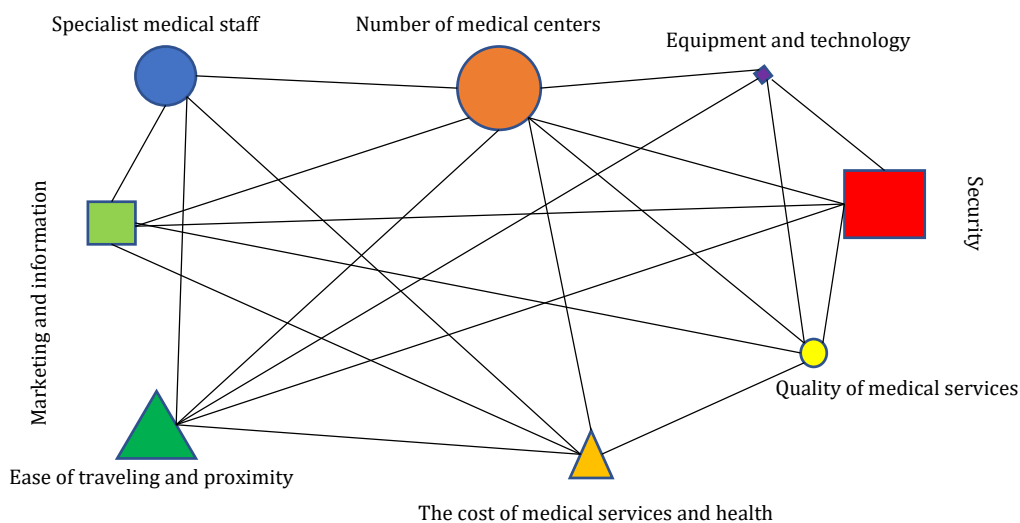 Specialist medical staff
Number of medical centers
Equipment and technology
Security
Marketing and information
Quality of medical services
Ease of traveling and proximity
The cost of medical services and health